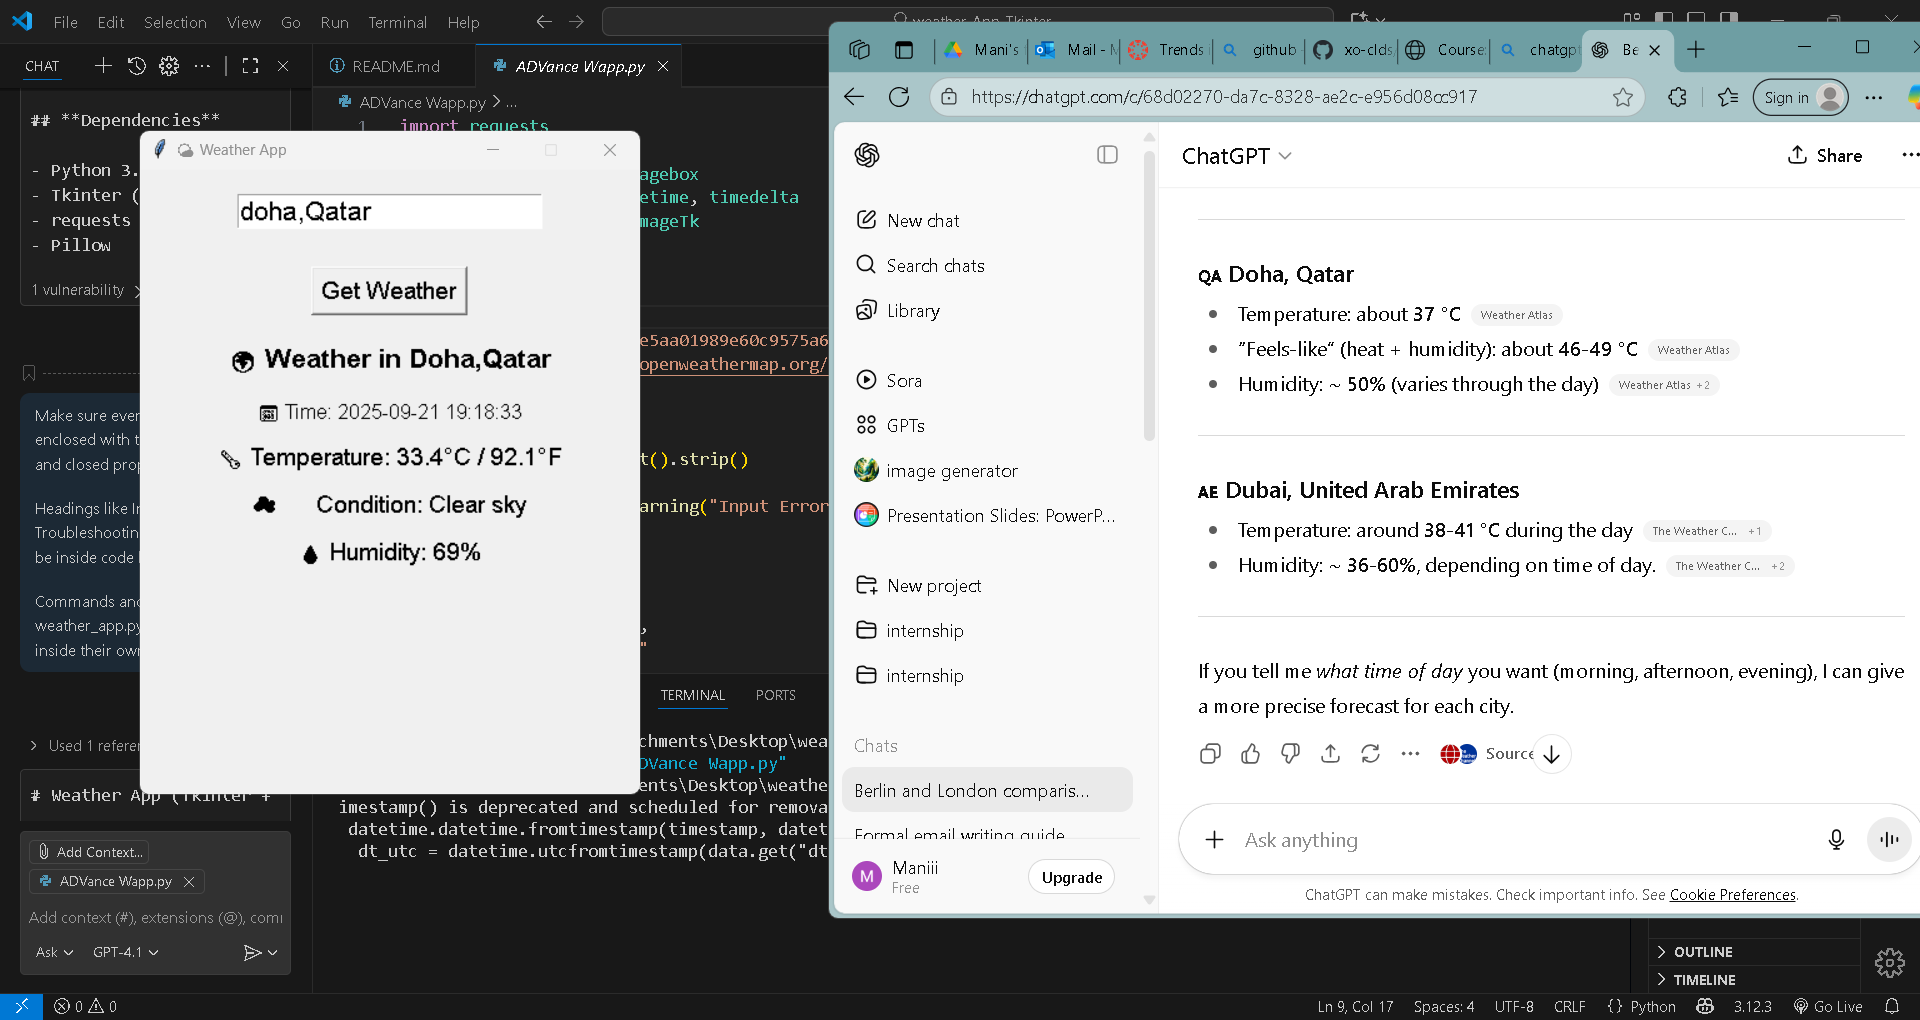 File Edit Selection View Go Run Terminal Help
weather-App-Tkinter
CHAT
README.md
ADVance Wapp.py
ADVance Wapp.py > ...
1 import requests
## **Dependencies**
- Python 3.
- Tkinter (
- requests
- Pillow
1 vulnerability
agebox
etime, timedelta
mageTk
e5aa01989e60c9575a6
openweathermap.org/
t().strip()
arning("Input Error
Make sure ever
enclosed with t
and closed prop
Headings like Ir
Troubleshootin
be inside code
Commands and
weather_app.py
inside their own
Used 1 referen
# Weather App (Tkinter +
Add Context...
ADVance Wapp.py
Add context (#), extensions (@), comm
Ask
GPT-4.1
Weather App
doha,Qatar
Get Weather
Weather in Doha,Qatar
Time: 2025-09-21 19:18:33
Temperature: 33.4°C / 92.1°F
Condition: Clear sky
Humidity: 69%
TERMINAL
PORTS
chments\Desktop\wea
DVance Wapp.py"
ents\Desktop\weathe
imestamp() is deprecated and scheduled for remova
datetime.datetime.fromtimestamp(timestamp, datet
dt_utc = datetime.utcfromtimestamp(data.get("dt
Mani's
Mail - M
Trends
github
xo-clds
Course:
chatgp
Be
https://chatgpt.com/c/68d02270-da7c-8328-ae2c-e956d08cc917
Sign in
New chat
Search chats
Library
Sora
GPTs
image generator
Presentation Slides: PowerP...
New project
internship
internship
Chats
Berlin and London comparis...
Formal email writing guide
M
Maniii
Free
Upgrade
ChatGPT
Share
QA Doha, Qatar
Temperature: about 37 °C Weather Atlas
"Feels-like" (heat + humidity): about 46-49 °C Weather Atlas
Humidity: ~ 50% (varies through the day) Weather Atlas +2
AE Dubai, United Arab Emirates
Temperature: around 38-41 °C during the day The Weather C... +1
Humidity: ~ 36-60%, depending on time of day. The Weather C... +2
If you tell me what time of day you want (morning, afternoon, evening), I can give
a more precise forecast for each city.
Source
Ask anything
ChatGPT can make mistakes. Check important info. See Cookie Preferences.
OUTLINE
TIMELINE
0 0
Ln 9, Col 17 Spaces: 4 UTF-8 CRLF {} Python 3.12.3 Go Live